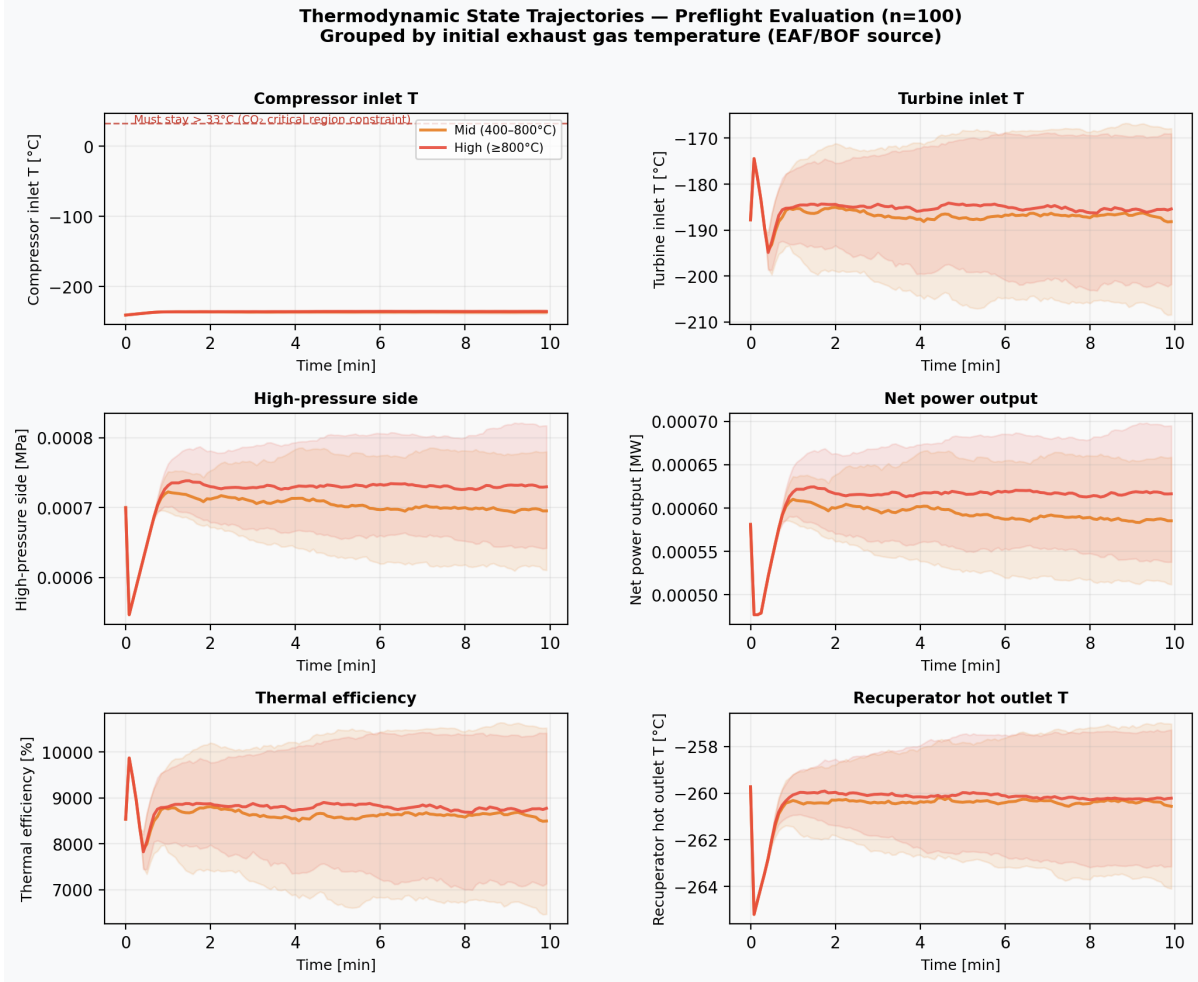 Thermodynamic State Trajectories — Preflight Evaluation (n=100)
Grouped by initial exhaust gas temperature (EAF/BOF source)
Compressor inlet T
Compressor inlet T [°C]
0
−100
−200
Must stay > 33°C (CO₂ critical region constraint)
Mid (400–800°C)
High (≥800°C)
0 2 4 6 8 10
Time [min]
Turbine inlet T
Turbine inlet T [°C]
−170
−180
−190
−200
−210
0 2 4 6 8 10
Time [min]
High-pressure side
High-pressure side [MPa]
0.0008
0.0007
0.0006
0 2 4 6 8 10
Time [min]
Net power output
Net power output [MW]
0.00070
0.00065
0.00060
0.00055
0.00050
0 2 4 6 8 10
Time [min]
Thermal efficiency
Thermal efficiency [%]
10000
9000
8000
7000
0 2 4 6 8 10
Time [min]
Recuperator hot outlet T
Recuperator hot outlet T [°C]
−258
−260
−262
−264
0 2 4 6 8 10
Time [min]